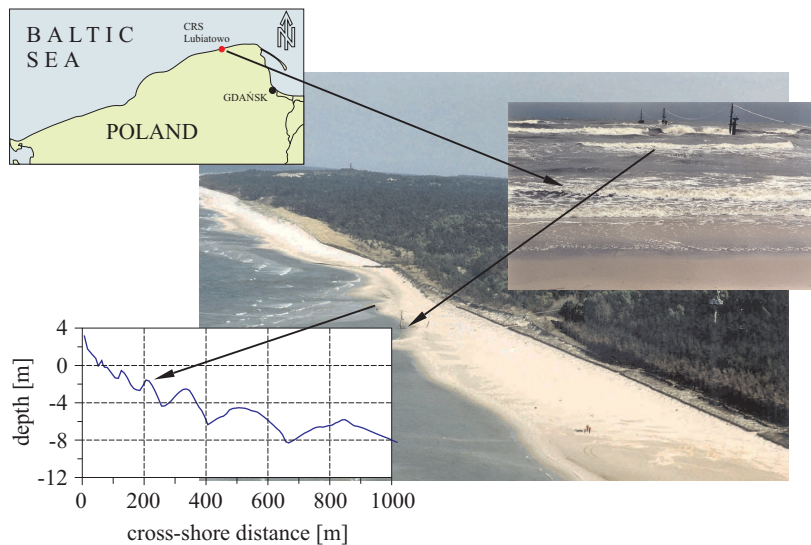 BALTIC
SEA
CRS
Lubiatowo
N
GDAŃSK
POLAND
4
0
-4
-8
-12
depth [m]
0 200 400 600 800 1000
cross-shore distance [m]